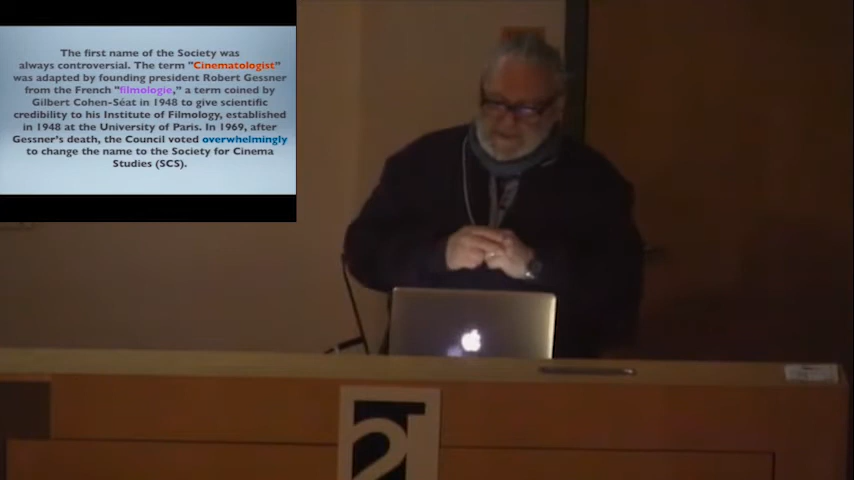 The first name of the Society was
always controversial. The term "Cinematologist"
was adapted by founding president Robert Gessner
from the French "filmologie," a term coined by
Gilbert Cohen-Séat in 1948 to give scientific
credibility to his Institute of Filmology, established
in 1948 at the University of Paris. In 1969, after
Gessner's death, the Council voted overwhelmingly
to change the name to the Society for Cinema
Studies (SCS).